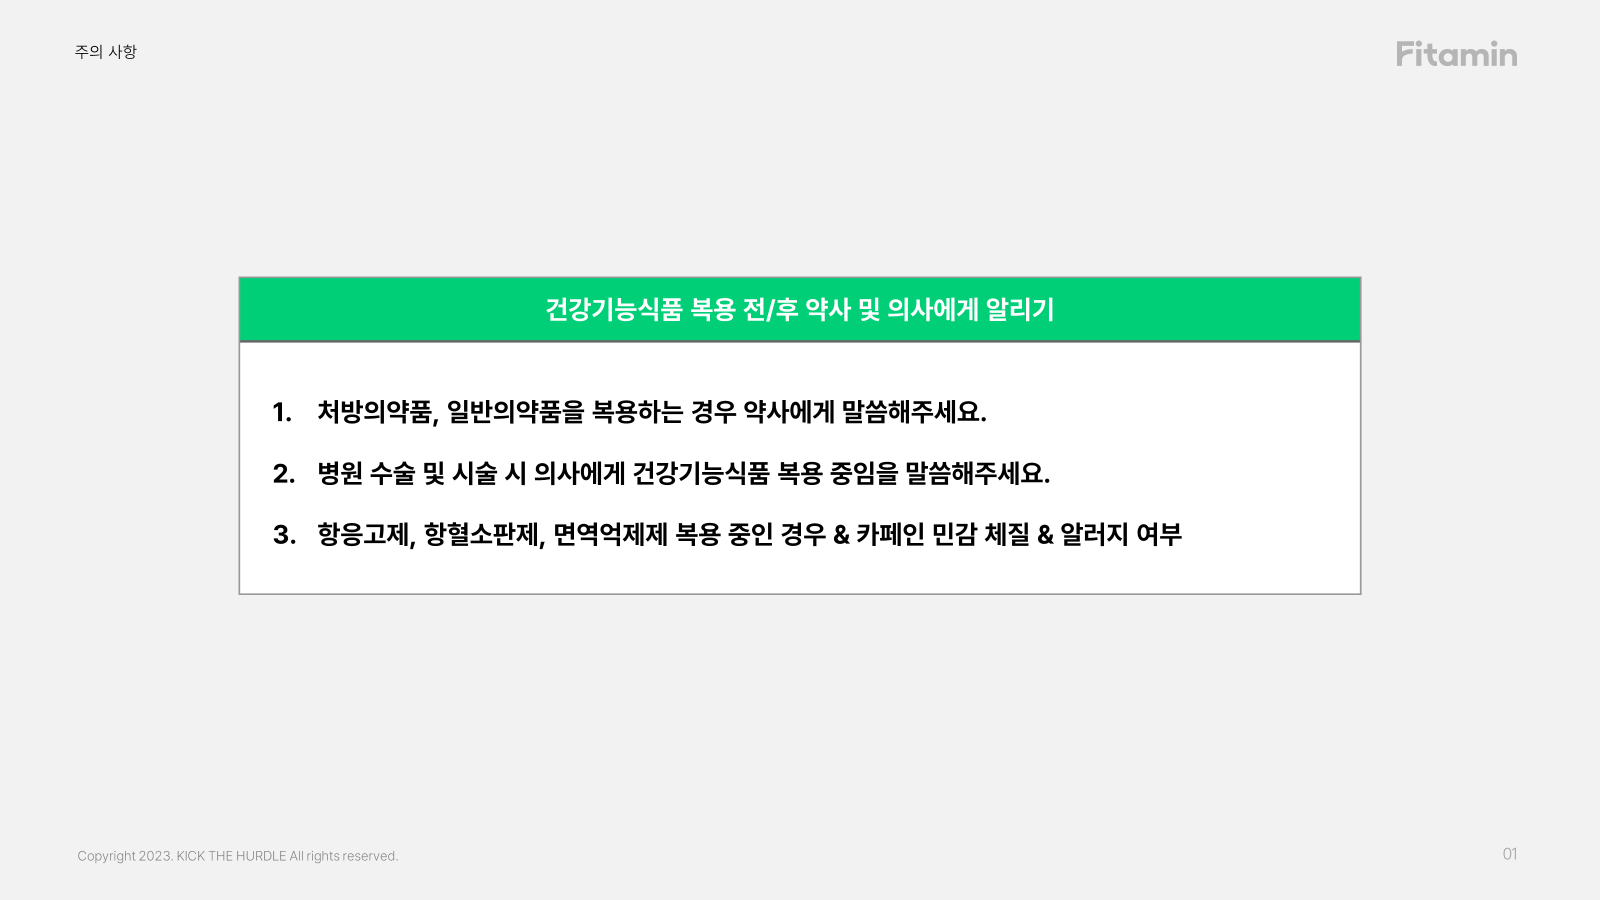 주의 사항
Fitamin
건강기능식품 복용 전/후 약사 및 의사에게 알리기
1. 처방의약품, 일반의약품을 복용하는 경우 약사에게 말씀해주세요.
2. 병원 수술 및 시술 시 의사에게 건강기능식품 복용 중임을 말씀해주세요.
3. 항응고제, 항혈소판제, 면역억제제 복용 중인 경우 & 카페인 민감 체질 & 알러지 여부
Copyright 2023. KICK THE HURDLE All rights reserved.
01